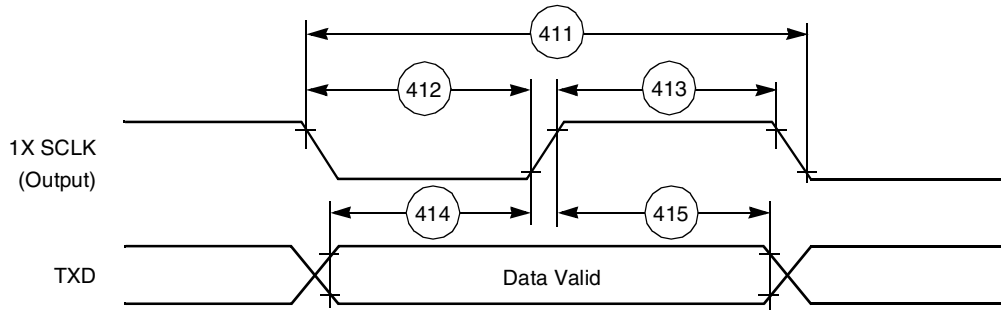 411
412
413
1X SCLK
(Output)
414
415
TXD
Data Valid